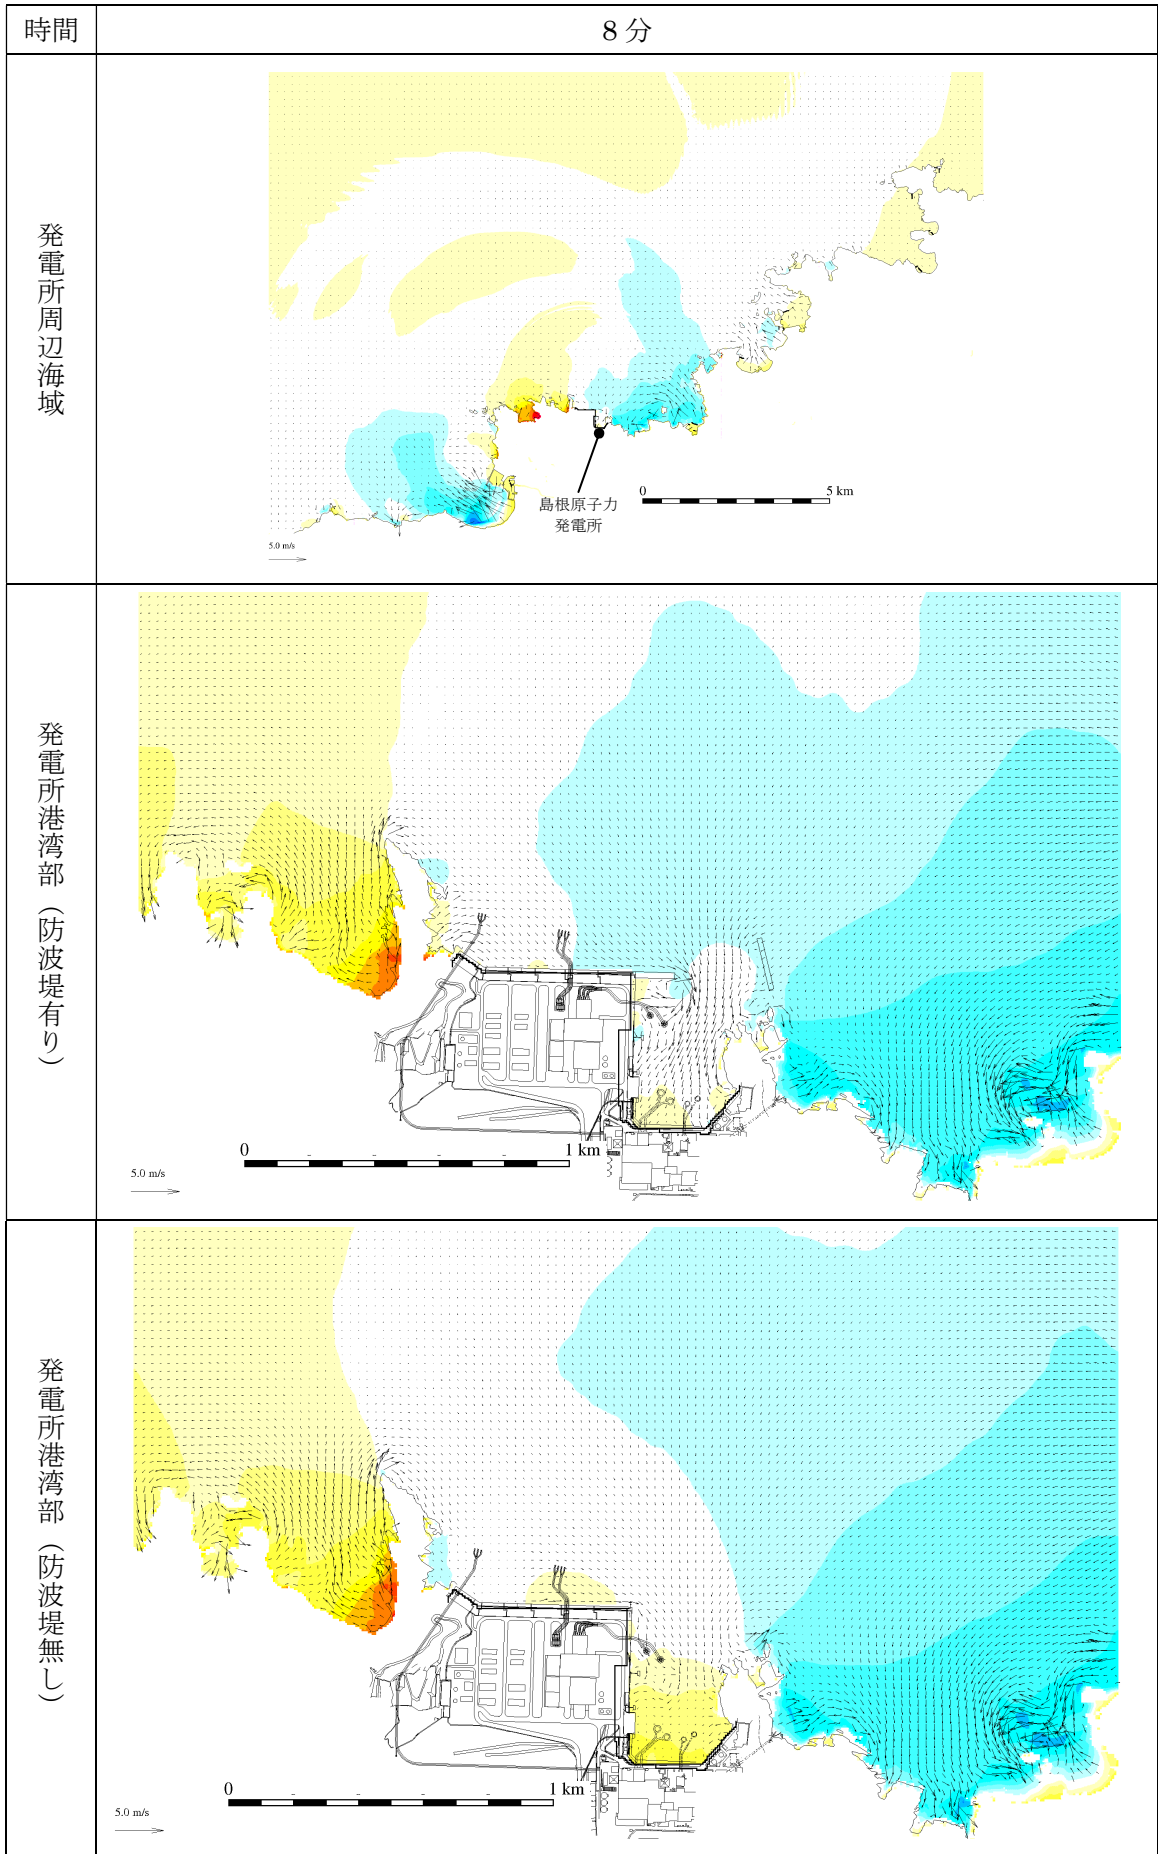 時間
8分
発電所周辺海域
島根原子力
発電所
0 5 km
5.0 m/s
発電所港湾部（防波堤有り）
0 1 km
5.0 m/s
発電所港湾部（防波堤無し）
0 1 km
5.0 m/s